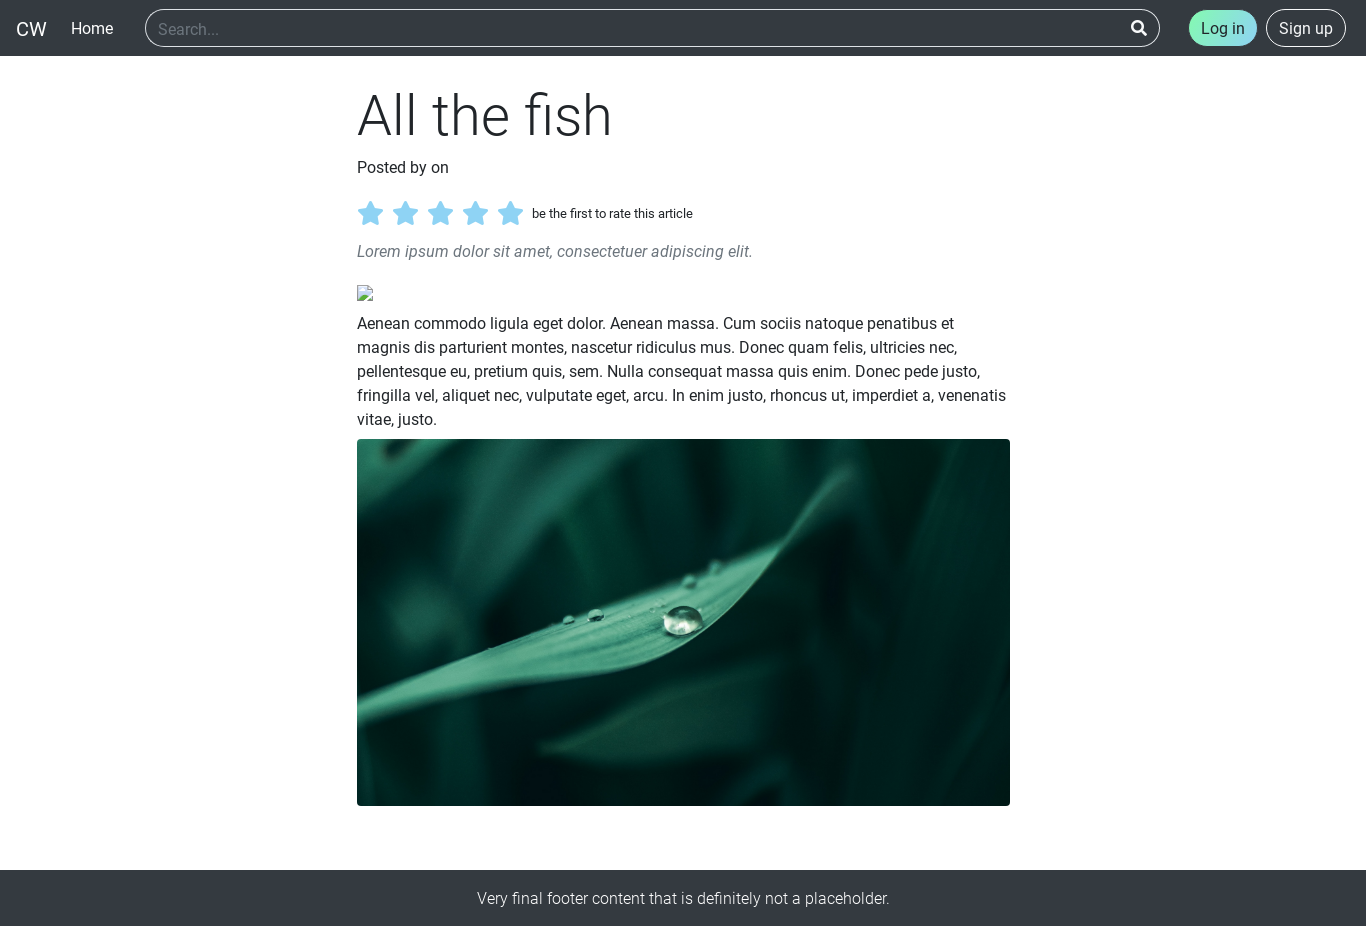 CW Home Search... Log in Sign up
All the fish
Posted by on
be the first to rate this article
Lorem ipsum dolor sit amet, consectetuer adipiscing elit.
Aenean commodo ligula eget dolor. Aenean massa. Cum sociis natoque penatibus et
magnis dis parturient montes, nascetur ridiculus mus. Donec quam felis, ultricies nec,
pellentesque eu, pretium quis, sem. Nulla consequat massa quis enim. Donec pede justo,
fringilla vel, aliquet nec, vulputate eget, arcu. In enim justo, rhoncus ut, imperdiet a, venenatis
vitae, justo.
Very final footer content that is definitely not a placeholder.